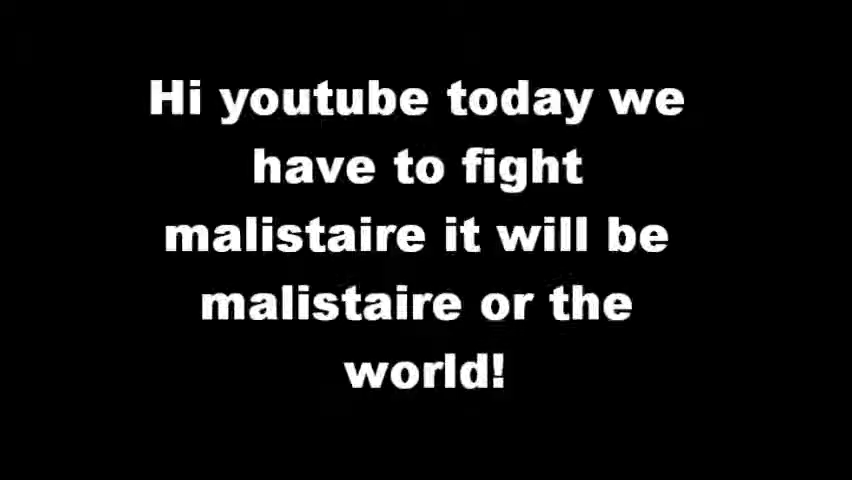 Hi youtube today we
have to fight
malistaire it will be
malistaire or the
world!